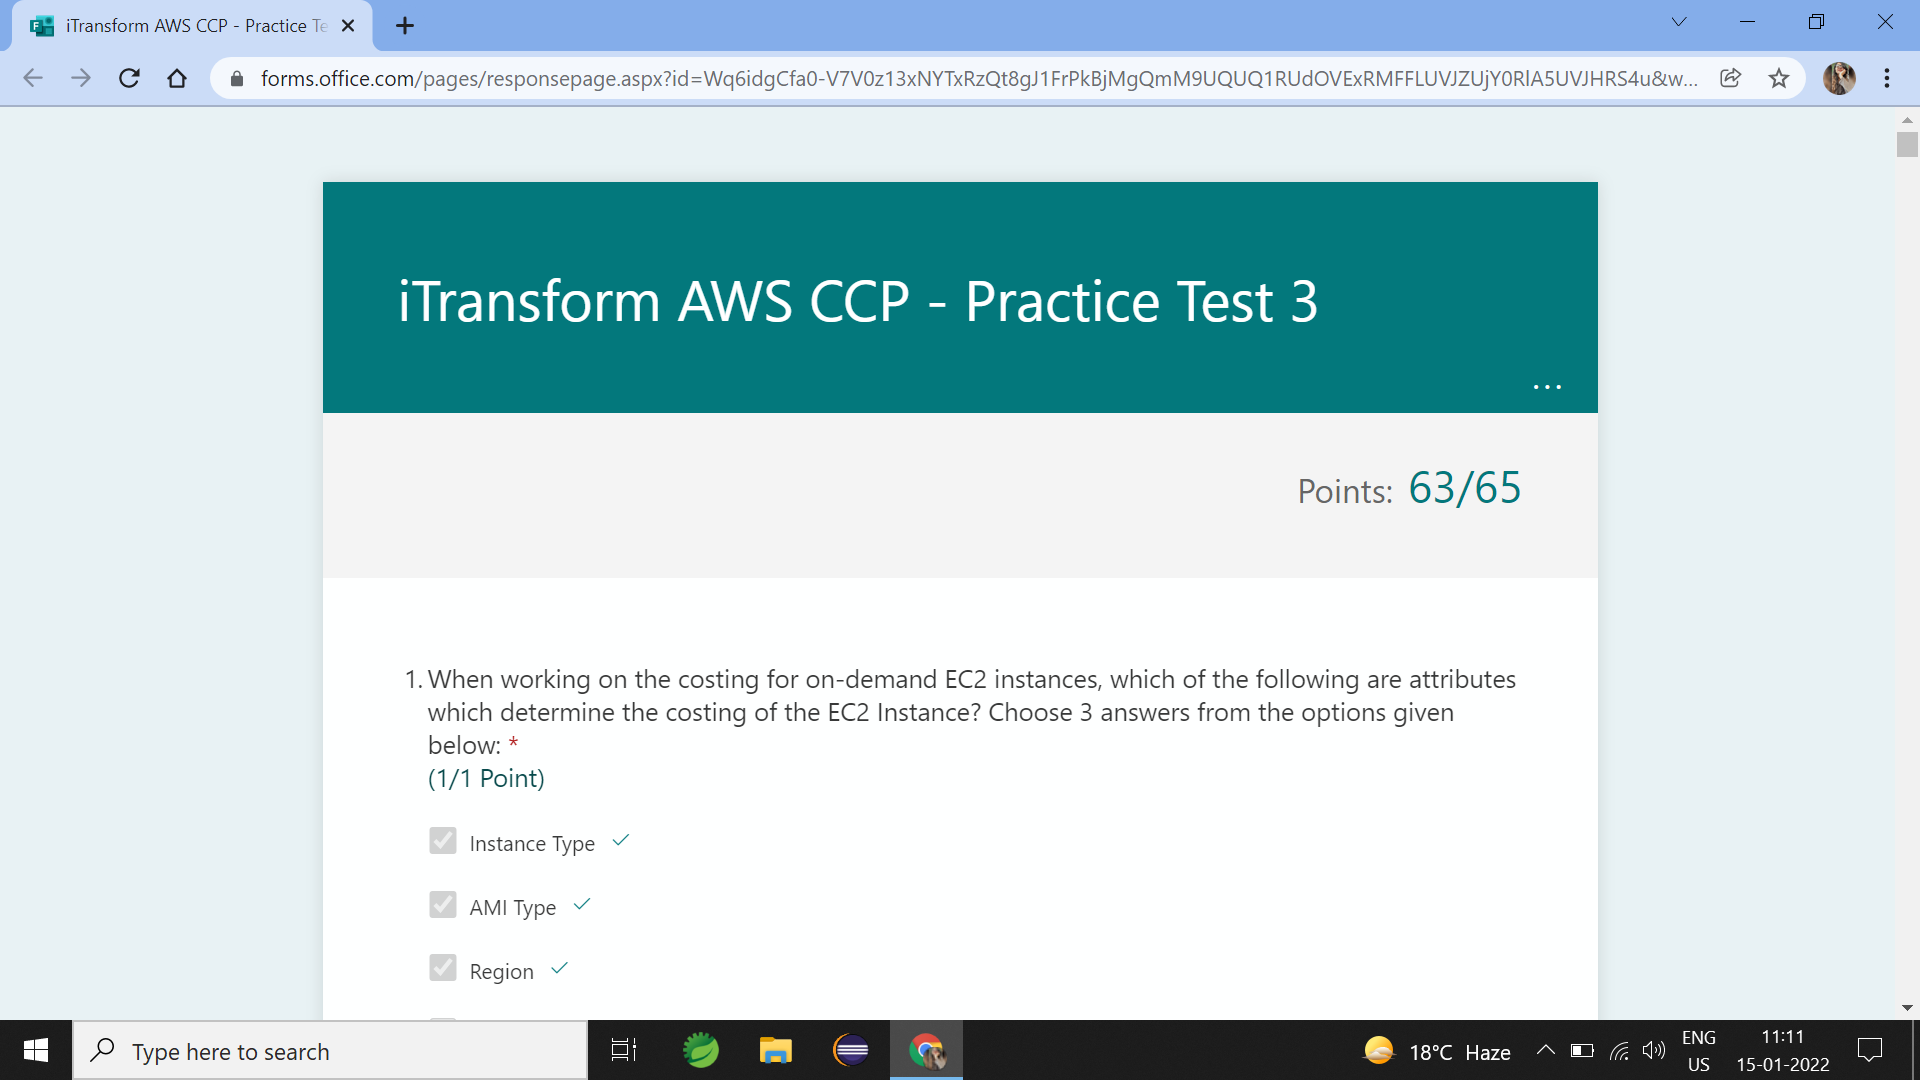 iTransform AWS CCP - Practice Te
forms.office.com/pages/responsepage.aspx?id=Wq6idgCfa0-V7V0z13xNYTxRzQt8gJ1FrPkBjMgQmM9UQUQ1RUdOVExRMFFLUVJZUjY0RlA5UVJHRS4u&w...
iTransform AWS CCP - Practice Test 3
...
Points: 63/65
1. When working on the costing for on-demand EC2 instances, which of the following are attributes
which determine the costing of the EC2 Instance? Choose 3 answers from the options given
below: *
(1/1 Point)
Instance Type
AMI Type
Region
Type here to search
18°C Haze
ENG
US
11:11
15-01-2022